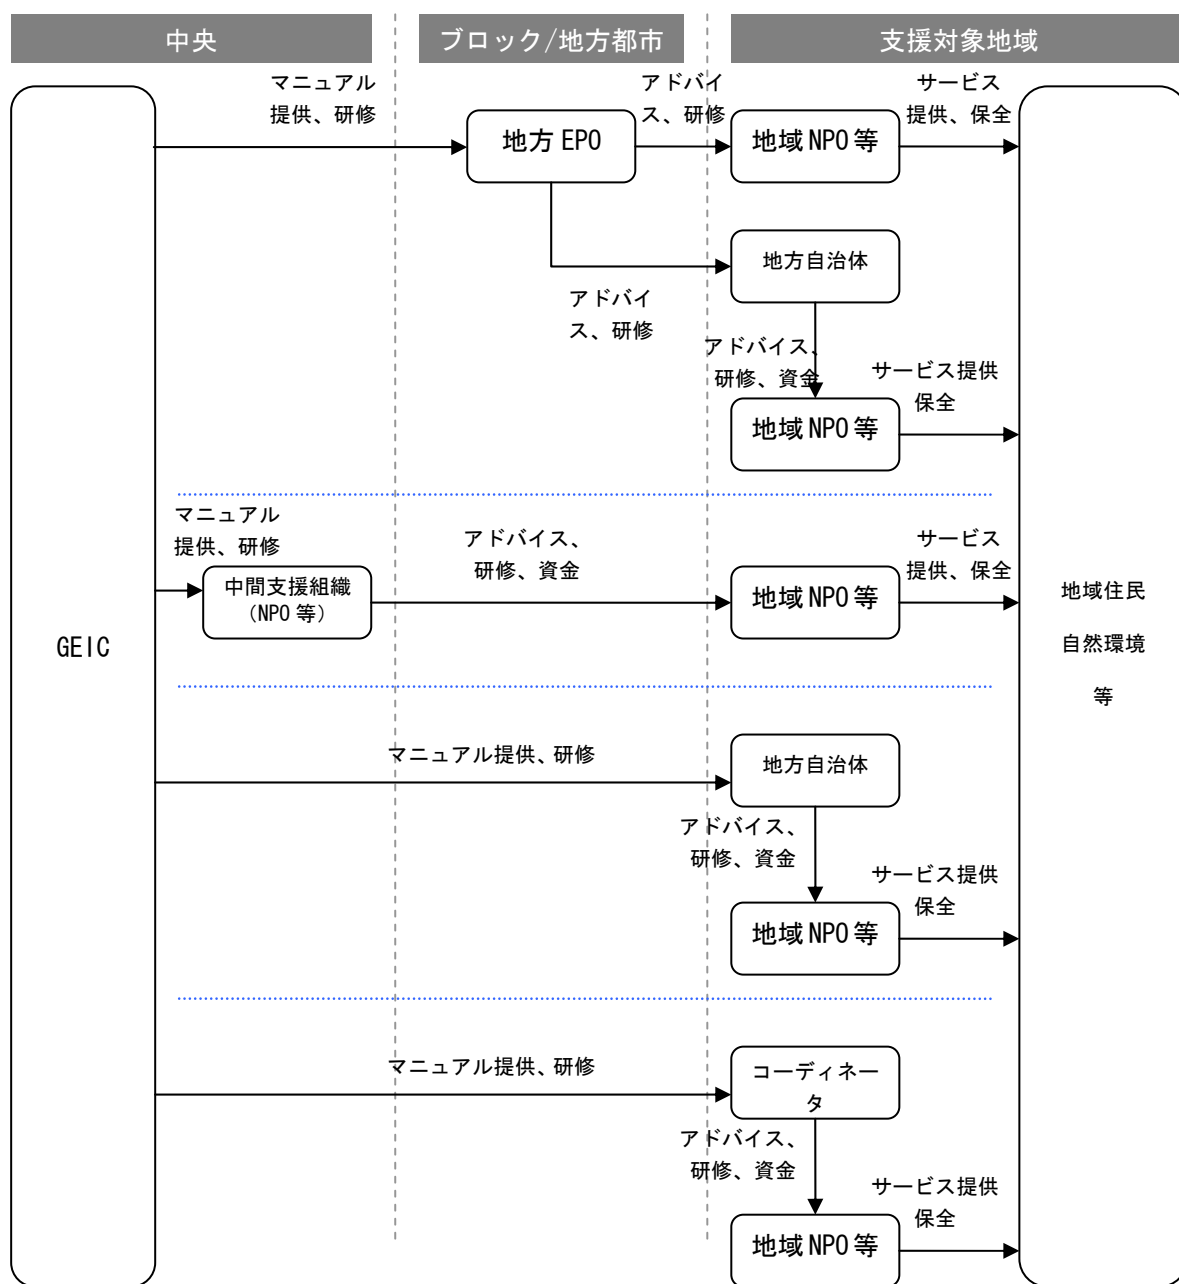 中央
ブロック/地方都市
支援対象地域
マニュアル
提供、研修
アドバイ
ス、研修
サービス
提供、保全
地方 EPO
地域 NPO 等
地方自治体
アドバイ
ス、研修
アドバイス、
研修、資金
サービス提供
保全
地域 NPO 等
マニュアル
提供、研修
アドバイス、
研修、資金
サービス
提供、保全
中間支援組織
（NPO 等）
地域 NPO 等
GEIC
地域住民
自然環境
等
マニュアル提供、研修
地方自治体
アドバイス、
研修、資金
サービス提供
保全
地域 NPO 等
マニュアル提供、研修
コーディネー
タ
アドバイス、
研修、資金
サービス提供
保全
地域 NPO 等